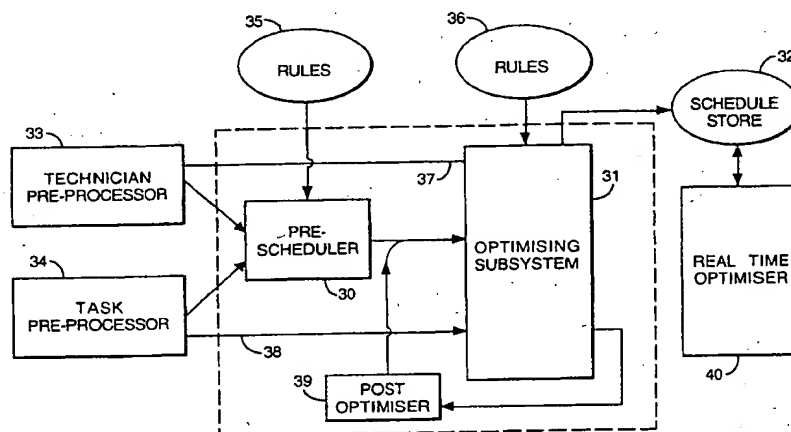 35
RULES
36
RULES
32
SCHEDULE
STORE
33
TECHNICIAN
PRE-PROCESSOR
37
31
PRE-
SCHEDULER
30
OPTIMISING
SUBSYSTEM
REAL TIME
OPTIMISER
40
34
TASK
PRE-PROCESSOR
38
39
POST
OPTIMISER